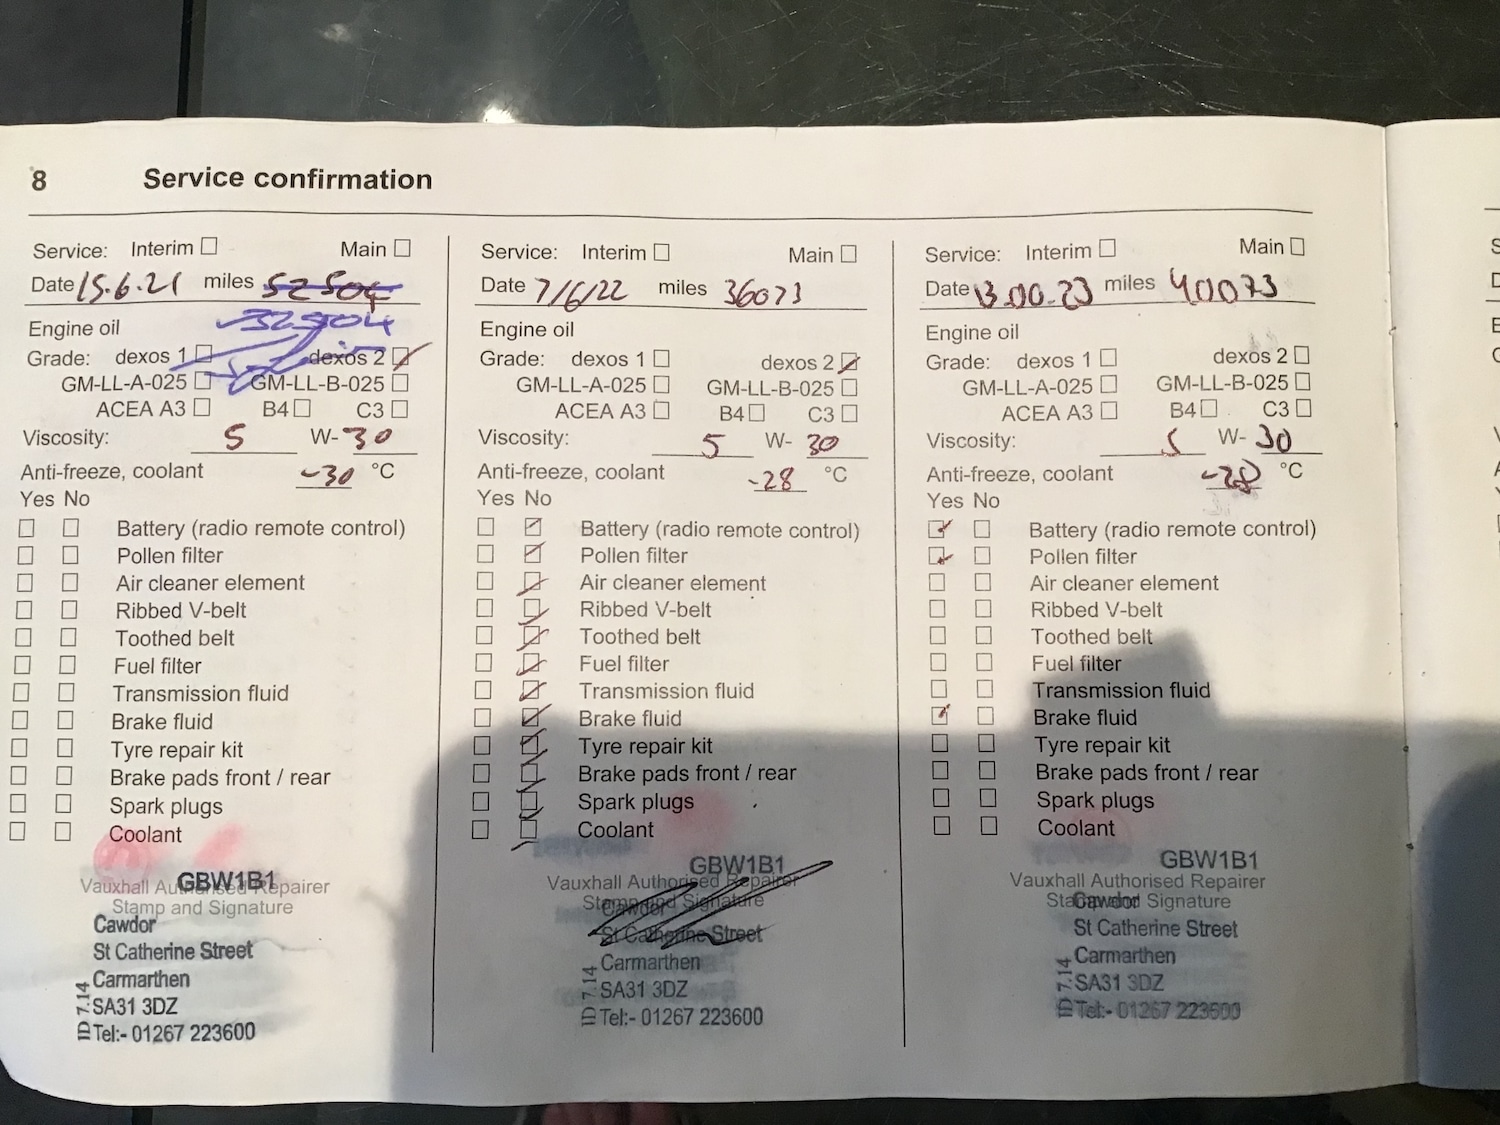 8 Service confirmation
Service: Interim Main
Date 15.6.21 miles 52504
32504
Engine oil
Grade: dexos 1 dexos 2
GM-LL-A-025 GM-LL-B-025
ACEA A3 B4 C3
Viscosity: 5 W-30
Anti-freeze, coolant -30 °C
Yes No
Battery (radio remote control)
Pollen filter
Air cleaner element
Ribbed V-belt
Toothed belt
Fuel filter
Transmission fluid
Brake fluid
Tyre repair kit
Brake pads front / rear
Spark plugs
Coolant
GBW1B1
Vauxhall Authorised Repairer
Stamp and Signature
Cawdor
St Catherine Street
Carmarthen
SA31 3DZ
Tel:- 01267 223600
ID 7.14
Service: Interim Main
Date 7/6/22 miles 36073
Engine oil
Grade: dexos 1 dexos 2
GM-LL-A-025 GM-LL-B-025
ACEA A3 B4 C3
Viscosity: 5 W-30
Anti-freeze, coolant -28 °C
Yes No
Battery (radio remote control)
Pollen filter
Air cleaner element
Ribbed V-belt
Toothed belt
Fuel filter
Transmission fluid
Brake fluid
Tyre repair kit
Brake pads front / rear
Spark plugs
Coolant
GBW1B1
Vauxhall Authorised Repairer
Stamp and Signature
Cawdor
St Catherine Street
Carmarthen
SA31 3DZ
Tel:- 01267 223600
ID 7.14
Service: Interim Main
Date miles 40073
Engine oil
Grade: dexos 1 dexos 2
GM-LL-A-025 GM-LL-B-025
ACEA A3 B4 C3
Viscosity: 5 W-30
Anti-freeze, coolant -28 °C
Yes No
Battery (radio remote control)
Pollen filter
Air cleaner element
Ribbed V-belt
Toothed belt
Fuel filter
Transmission fluid
Brake fluid
Tyre repair kit
Brake pads front / rear
Spark plugs
Coolant
GBW1B1
Vauxhall Authorised Repairer
Stamp and Signature
Cawdor
St Catherine Street
Carmarthen
SA31 3DZ
Tel:- 01267 223600
ID 7.14